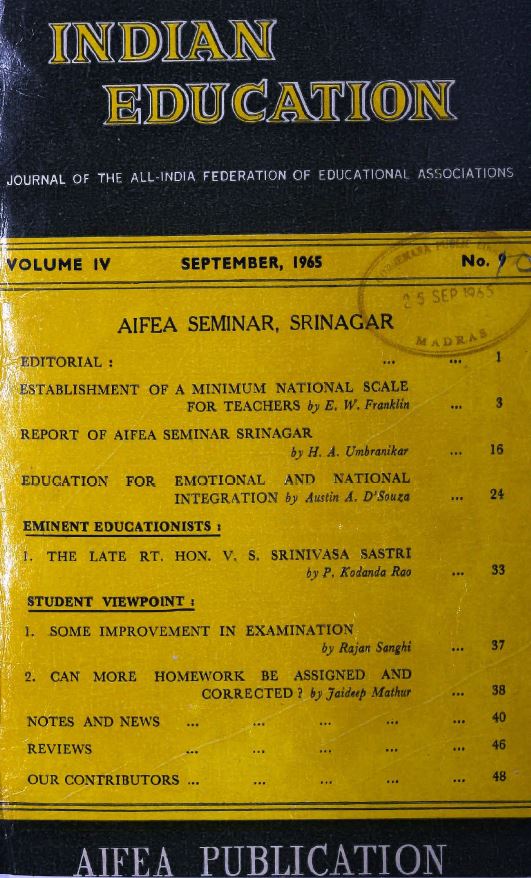 INDIAN
EDUCATION
JOURNAL OF THE ALL-INDIA FEDERATION OF EDUCATIONAL ASSOCIATIONS
VOLUME IV SEPTEMBER, 1965 No. 9
25 SEP 1965
MADRAS
AIFEA SEMINAR, SRINAGAR
EDITORIAL : ... ... 1
ESTABLISHMENT OF A MINIMUM NATIONAL SCALE
FOR TEACHERS by E. W. Franklin ... 3
REPORT OF AIFEA SEMINAR SRINAGAR
by H. A. Umbranikar ... 16
EDUCATION FOR EMOTIONAL AND NATIONAL
INTEGRATION by Austin A. D'Souza ... 24
EMINENT EDUCATIONISTS :
1. THE LATE RT. HON. V. S. SRINIVASA SASTRI
by P. Kodanda Rao ... 33
STUDENT VIEWPOINT :
1. SOME IMPROVEMENT IN EXAMINATION
by Rajan Sanghi ... 37
2. CAN MORE HOMEWORK BE ASSIGNED AND
CORRECTED ? by Jaideep Mathur ... 38
NOTES AND NEWS ... ... ... ... 40
REVIEWS ... ... ... ... 46
OUR CONTRIBUTORS ... ... ... ... 48
AIFEA PUBLICATION